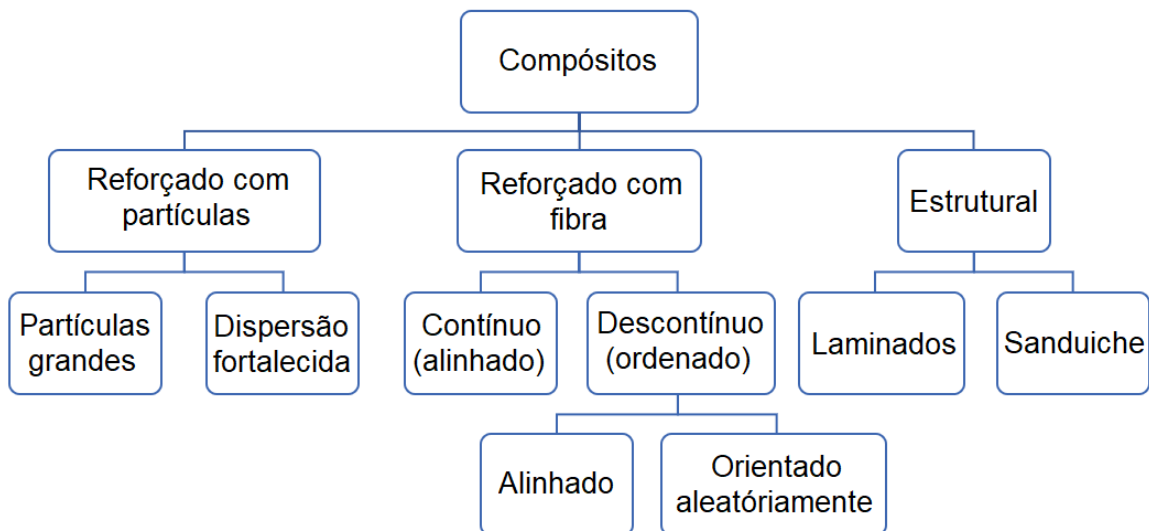 Compósitos
Reforçado com
partículas
Reforçado com
fibra
Estrutural
Partículas
grandes
Dispersão
fortalecida
Contínuo
(alinhado)
Descontínuo
(ordenado)
Laminados
Sanduiche
Alinhado
Orientado
aleatóriamente